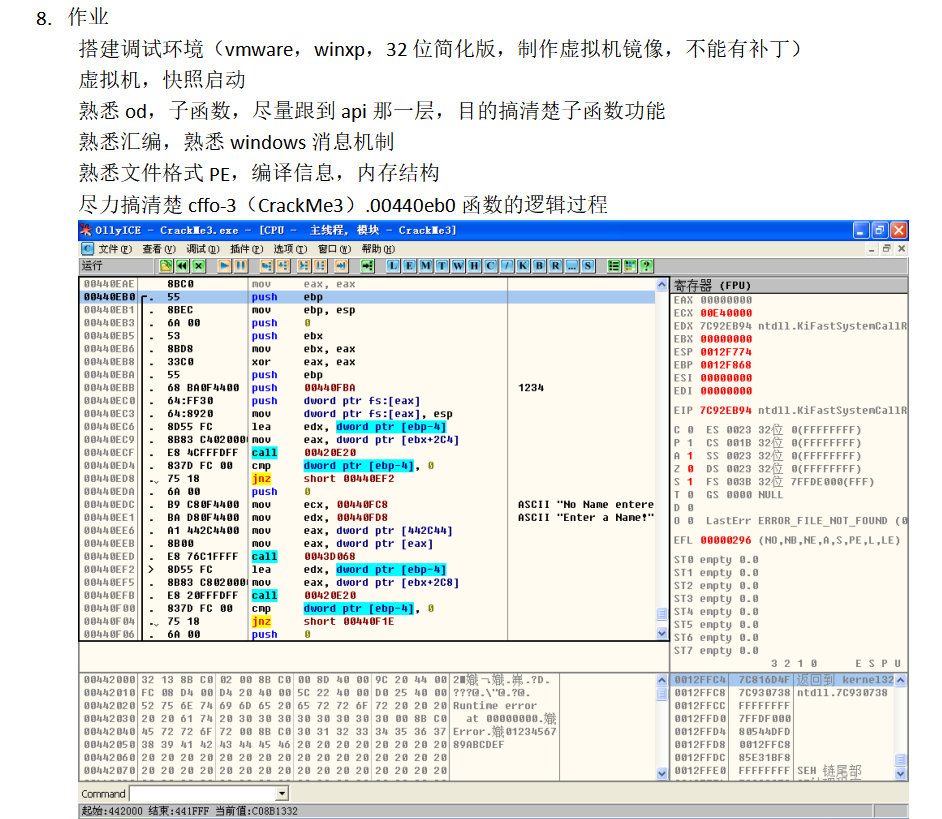 8. 作业
搭建调试环境（vmware，winxp，32 位简化版，制作虚拟机镜像，不能有补丁）
虚拟机，快照启动
熟悉 od，子函数，尽量跟到 api 那一层，目的搞清楚子函数功能
熟悉汇编，熟悉 windows 消息机制
熟悉文件格式 PE，编译信息，内存结构
尽力搞清楚 cffo-3（CrackMe3）.00440eb0 函数的逻辑过程
OllyICE - CrackMe3.exe - [CPU - 主线程, 模块 - CrackMe3]
文件(F) 查看(V) 调试(D) 插件(P) 选项(T) 窗口(W) 帮助(H)
运行 L E M T W H C / K B R ... S
00440EAE 8BC0 mov eax, eax
00440EB0 . 55 push ebp
00440EB1 . 8BEC mov ebp, esp
00440EB3 . 6A 00 push 0
00440EB5 . 53 push ebx
00440EB6 . 8BD8 mov ebx, eax
00440EB8 . 33C0 xor eax, eax
00440EBA . 55 push ebp
00440EBB . 68 BA0F4400 push 00440FBA 1234
00440EC0 . 64:FF30 push dword ptr fs:[eax]
00440EC3 . 64:8920 mov dword ptr fs:[eax], esp
00440EC6 . 8D55 FC lea edx, dword ptr [ebp-4]
00440EC9 . 8B83 C4020000 mov eax, dword ptr [ebx+2C4]
00440ECF . E8 4CFFFDFF call 00420E20
00440ED4 . 837D FC 00 cmp dword ptr [ebp-4], 0
00440ED8 . 75 18 jnz short 00440EF2
00440EDA . 6A 00 push 0
00440EDC . B9 C80F4400 mov ecx, 00440FC8 ASCII "No Name entere
00440EE1 . BA D80F4400 mov edx, 00440FD8 ASCII "Enter a Name!"
00440EE6 . A1 442C4400 mov eax, dword ptr [442C44]
00440EEB . 8B00 mov eax, dword ptr [eax]
00440EED . E8 76C1FFFF call 0043D068
00440EF2 > 8D55 FC lea edx, dword ptr [ebp-4]
00440EF5 . 8B83 C8020000 mov eax, dword ptr [ebx+2C8]
00440EFB . E8 20FFFDFF call 00420E20
00440F00 . 837D FC 00 cmp dword ptr [ebp-4], 0
00440F04 . 75 18 jnz short 00440F1E
00440F06 . 6A 00 push 0
寄存器 (FPU)
EAX 00000000
ECX 00E40000
EDX 7C92EB94 ntdll.KiFastSystemCallR
EBX 00000000
ESP 0012F774
EBP 0012F868
ESI 00000000
EDI 00000000
EIP 7C92EB94 ntdll.KiFastSystemCallR
C 0 ES 0023 32位 0(FFFFFFFF)
P 1 CS 001B 32位 0(FFFFFFFF)
A 1 SS 0023 32位 0(FFFFFFFF)
Z 0 DS 0023 32位 0(FFFFFFFF)
S 1 FS 003B 32位 7FFDE000(FFF)
T 0 GS 0000 NULL
D 0
O 0 LastErr ERROR_FILE_NOT_FOUND (0
EFL 00000296 (NO,NB,NE,A,S,PE,L,LE)
ST0 empty 0.0
ST1 empty 0.0
ST2 empty 0.0
ST3 empty 0.0
ST4 empty 0.0
ST5 empty 0.0
ST6 empty 0.0
ST7 empty 0.0
3 2 1 0 E S P U
00442000 32 13 8B C0 02 00 8B C0 00 8D 40 00 9C 20 44 00
00442010 FC 08 D4 00 D4 20 40 00 5C 22 40 00 D0 25 40 00 ???@.\"@.?@.
00442020 52 75 6E 74 69 6D 65 20 65 72 72 6F 72 20 20 20 Runtime error
00442030 20 20 61 74 20 30 30 30 30 30 30 30 30 00 8B C0 at 00000000.
00442040 45 72 72 6F 72 00 8B C0 30 31 32 33 34 35 36 37 Error. 01234567
00442050 38 39 41 42 43 44 45 46 20 20 20 20 20 20 20 20 89ABCDEF
00442060 20 20 20 20 20 20 20 20 20 20 20 20 20 20 20 20
00442070 20 20 20 20 20 20 20 20 20 20 20 20 20 20 20 20
0012FFC4 7C816D4F 返回到 kernel32
0012FFC8 7C930738 ntdll.7C930738
0012FFCC FFFFFFFF
0012FFD0 7FFDF000
0012FFD4 80544DFD
0012FFD8 0012FFC8
0012FFDC 85E31BF8
0012FFE0 FFFFFFFF SEH 链尾部
Command
起始:442000 结束:441FFF 当前值:C08B1332